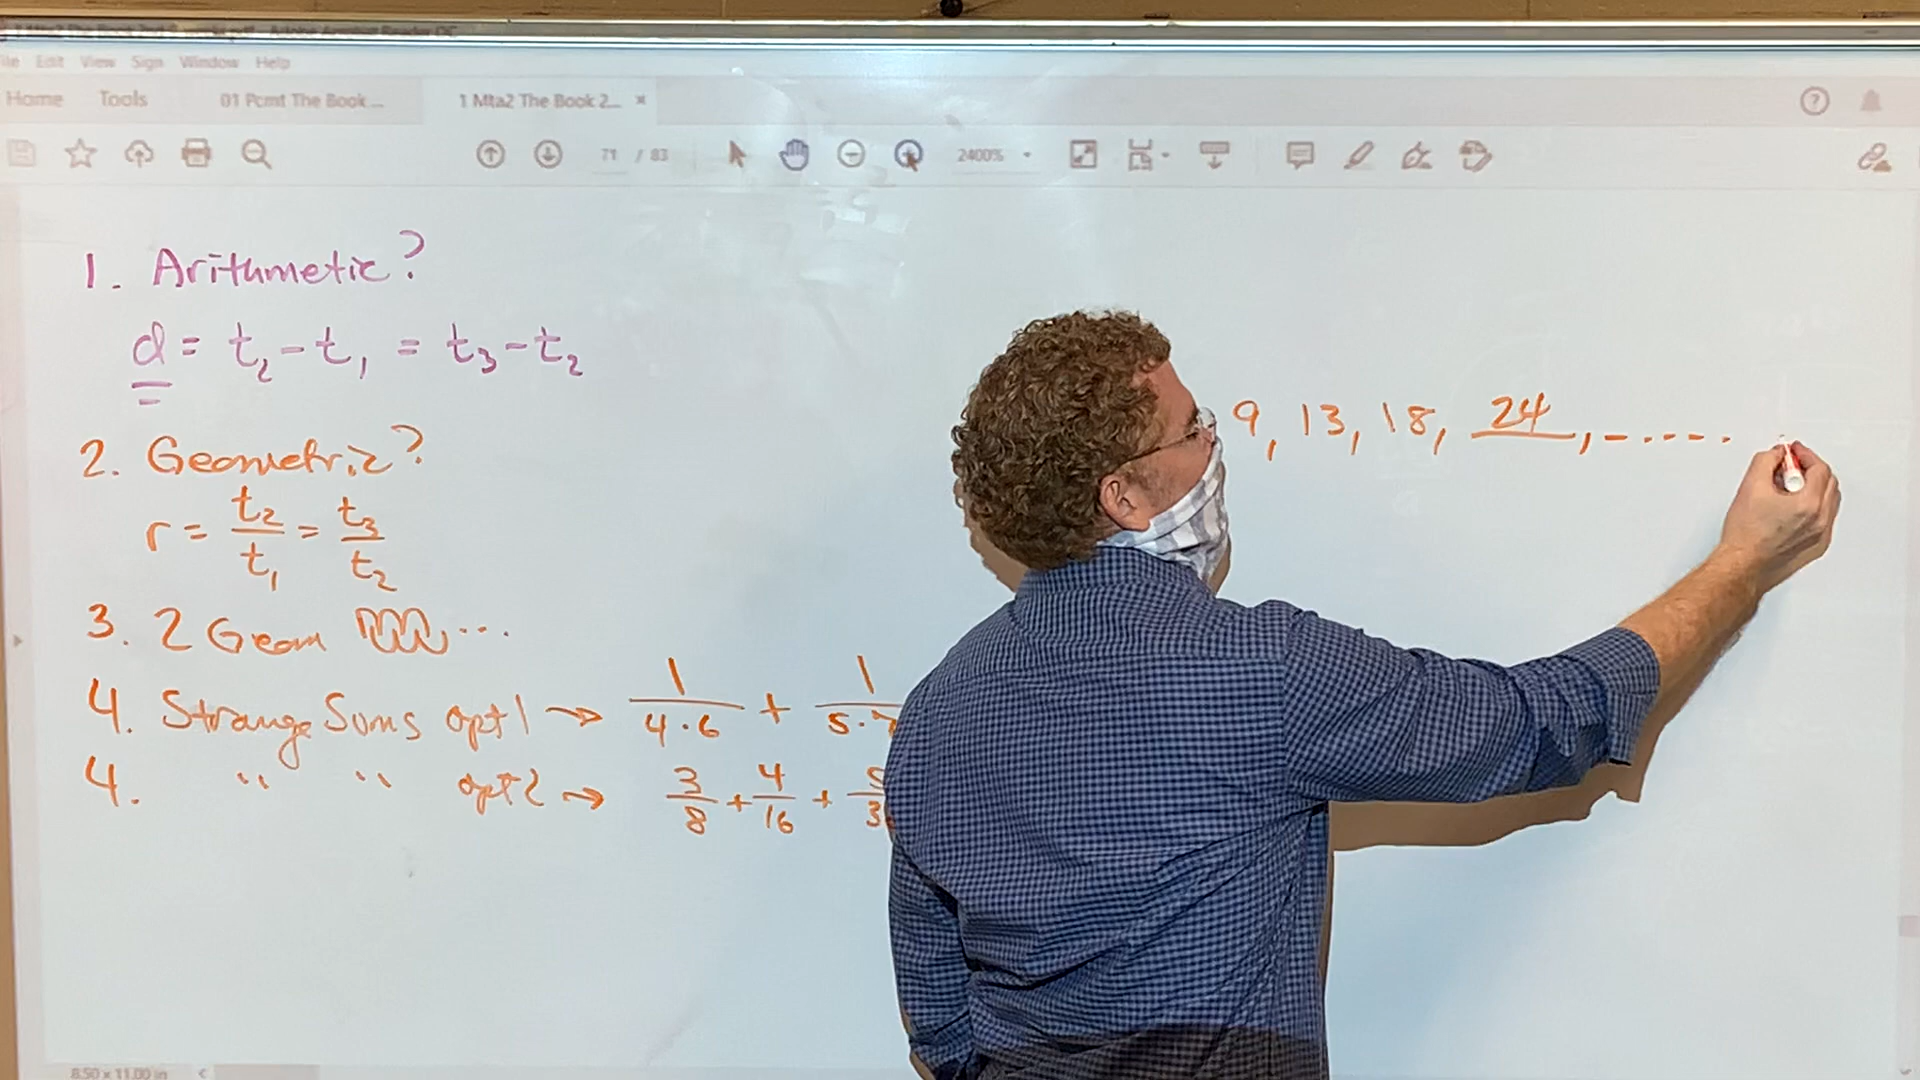 File Edit View Sign Window Help
Home Tools 01 Pcmt The Book ... 1 Mta2 The Book 2... ×
71 / 83 2400%
1. Arithmetic?
d = t₂ - t₁ = t₃ - t₂
2. Geometric?
r = t₂/t₁ = t₃/t₂
3. 2 Geom ...
4. Strange Sums opt 1 → 1/(4·6) + 1/(5·7
4. " " opt 2 → 3/8 + 4/16 + 5/3
9, 13, 18, 24, -----
8.50 x 11.00 in